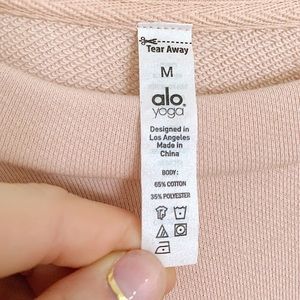 Tear Away
M
alo
yoga
Designed in
Los Angeles
Made in
China
BODY:
65% COTTON
35% POLYESTER